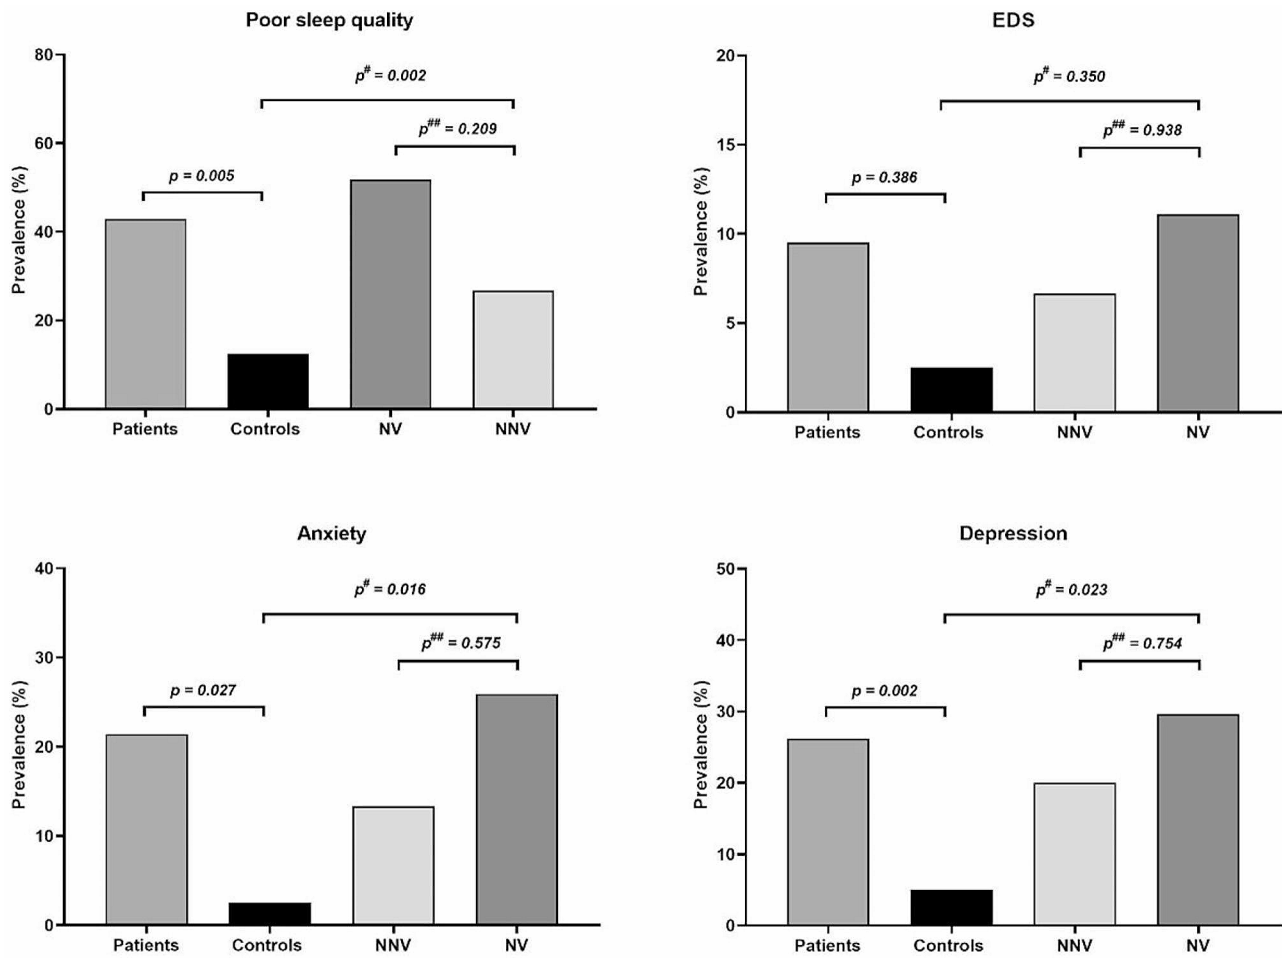 Poor sleep quality
80
60
40
20
0
Prevalence (%)
p# = 0.002
p## = 0.209
p = 0.005
Patients Controls NV NNV
EDS
20
15
10
5
0
Prevalence (%)
p# = 0.350
p## = 0.938
p = 0.386
Patients Controls NNV NV
Anxiety
40
30
20
10
0
Prevalence (%)
p# = 0.016
p## = 0.575
p = 0.027
Patients Controls NNV NV
Depression
50
40
30
20
10
0
Prevalence (%)
p# = 0.023
p## = 0.754
p = 0.002
Patients Controls NNV NV